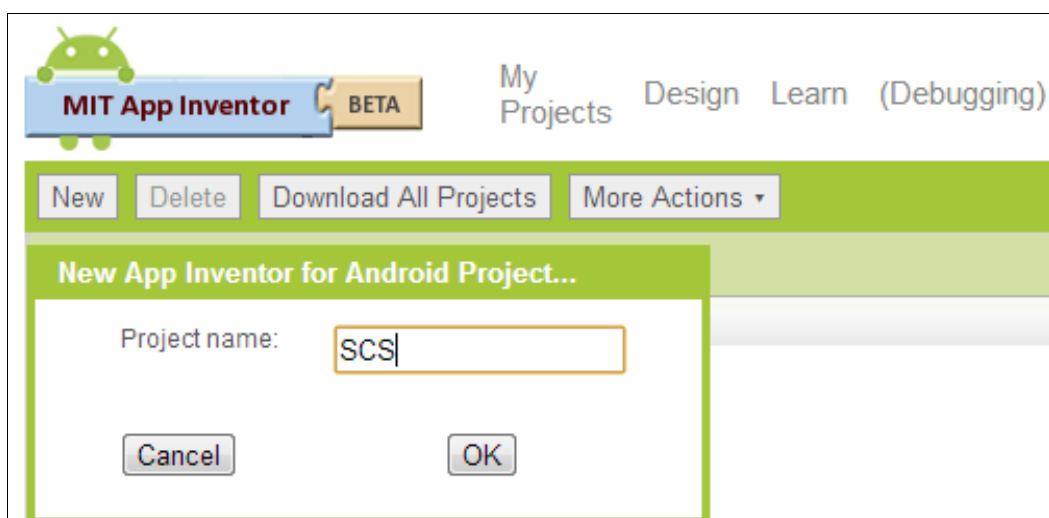 MIT App Inventor BETA
My
Projects
Design Learn (Debugging)
New Delete Download All Projects More Actions
New App Inventor for Android Project...
Project name: SCS
Cancel OK